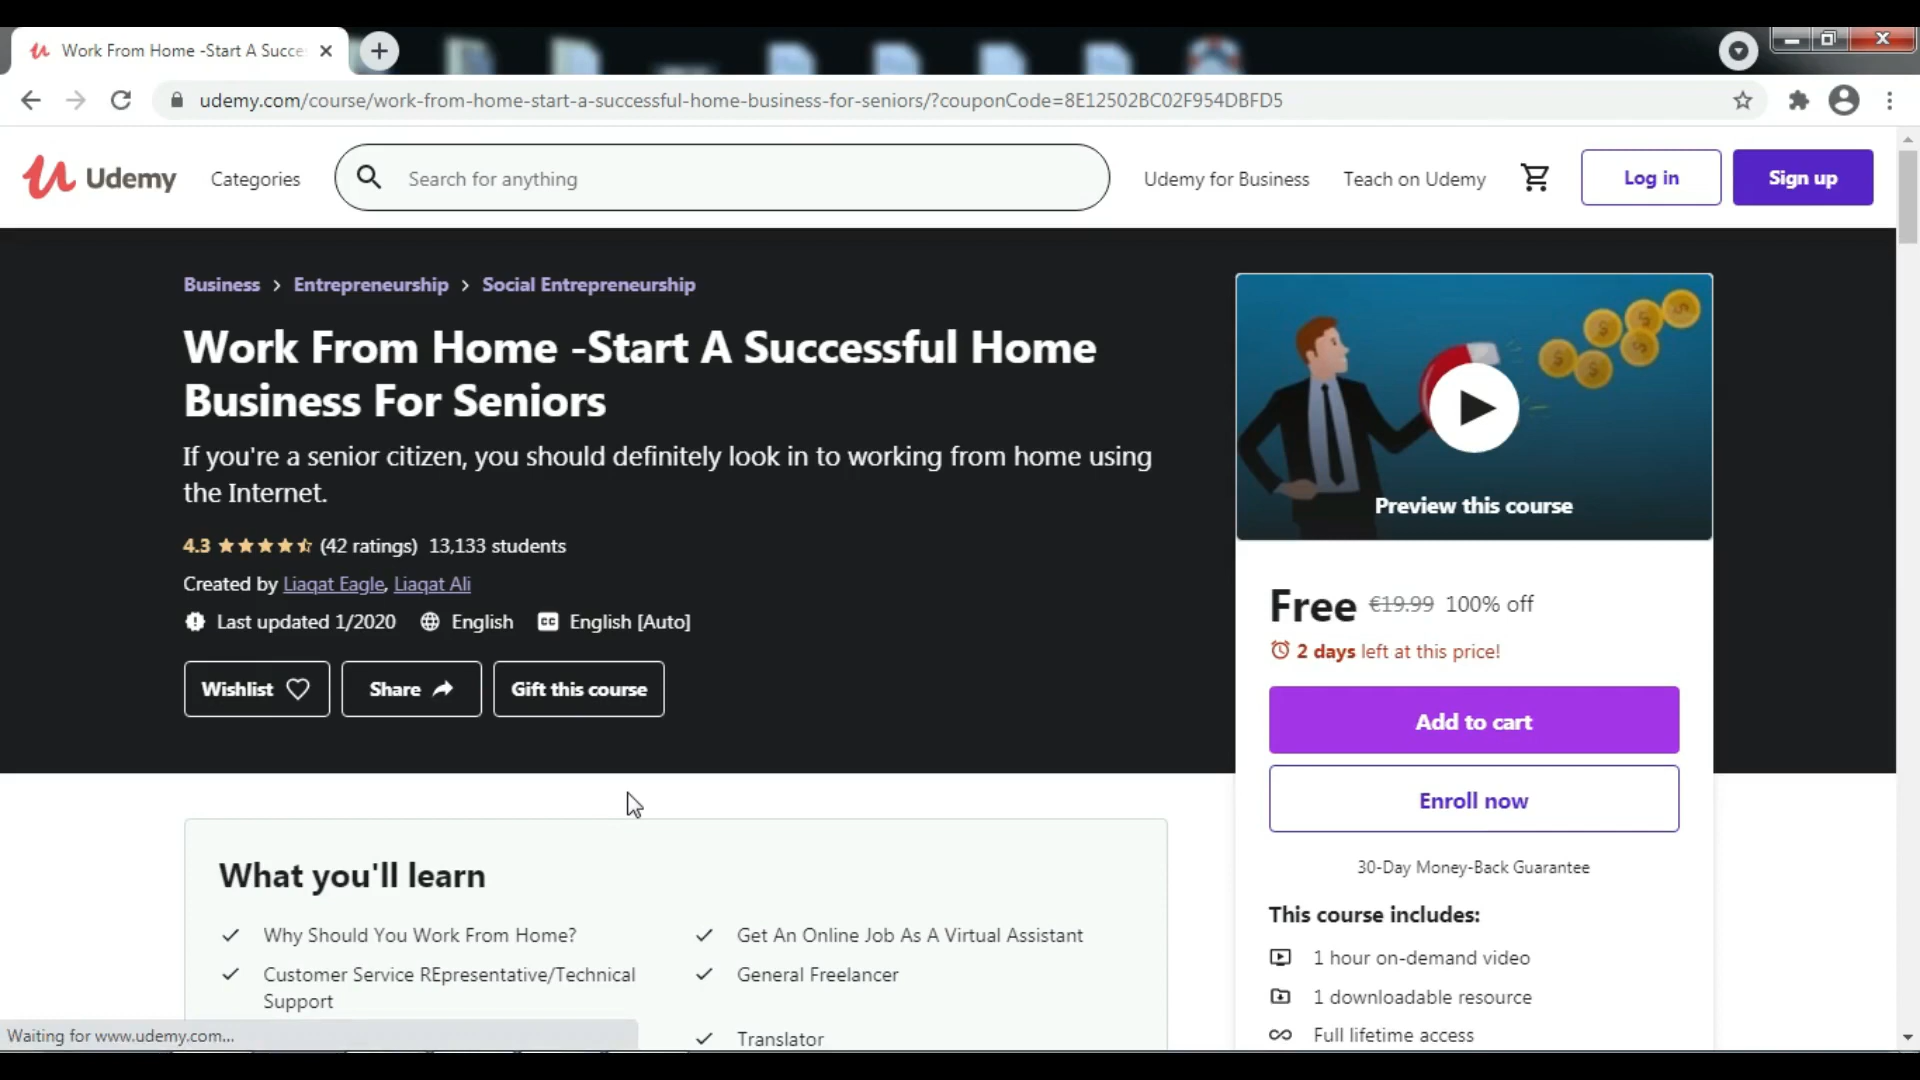 Work From Home -Start A Succe
udemy.com/course/work-from-home-start-a-successful-home-business-for-seniors/?couponCode=8E12502BC02F954DBFD5
Udemy
Categories
Search for anything
Udemy for Business
Teach on Udemy
Log in
Sign up
Business > Entrepreneurship > Social Entrepreneurship
Work From Home -Start A Successful Home
Business For Seniors
If you're a senior citizen, you should definitely look in to working from home using
the Internet.
4.3 (42 ratings) 13,133 students
Created by Liaqat Eagle, Liaqat Ali
Last updated 1/2020 English CC English [Auto]
Wishlist
Share
Gift this course
Preview this course
Free €19.99 100% off
2 days left at this price!
Add to cart
Enroll now
30-Day Money-Back Guarantee
This course includes:
1 hour on-demand video
1 downloadable resource
Full lifetime access
What you'll learn
Why Should You Work From Home?
Customer Service REpresentative/Technical
Support
Get An Online Job As A Virtual Assistant
General Freelancer
Translator
Waiting for www.udemy.com...